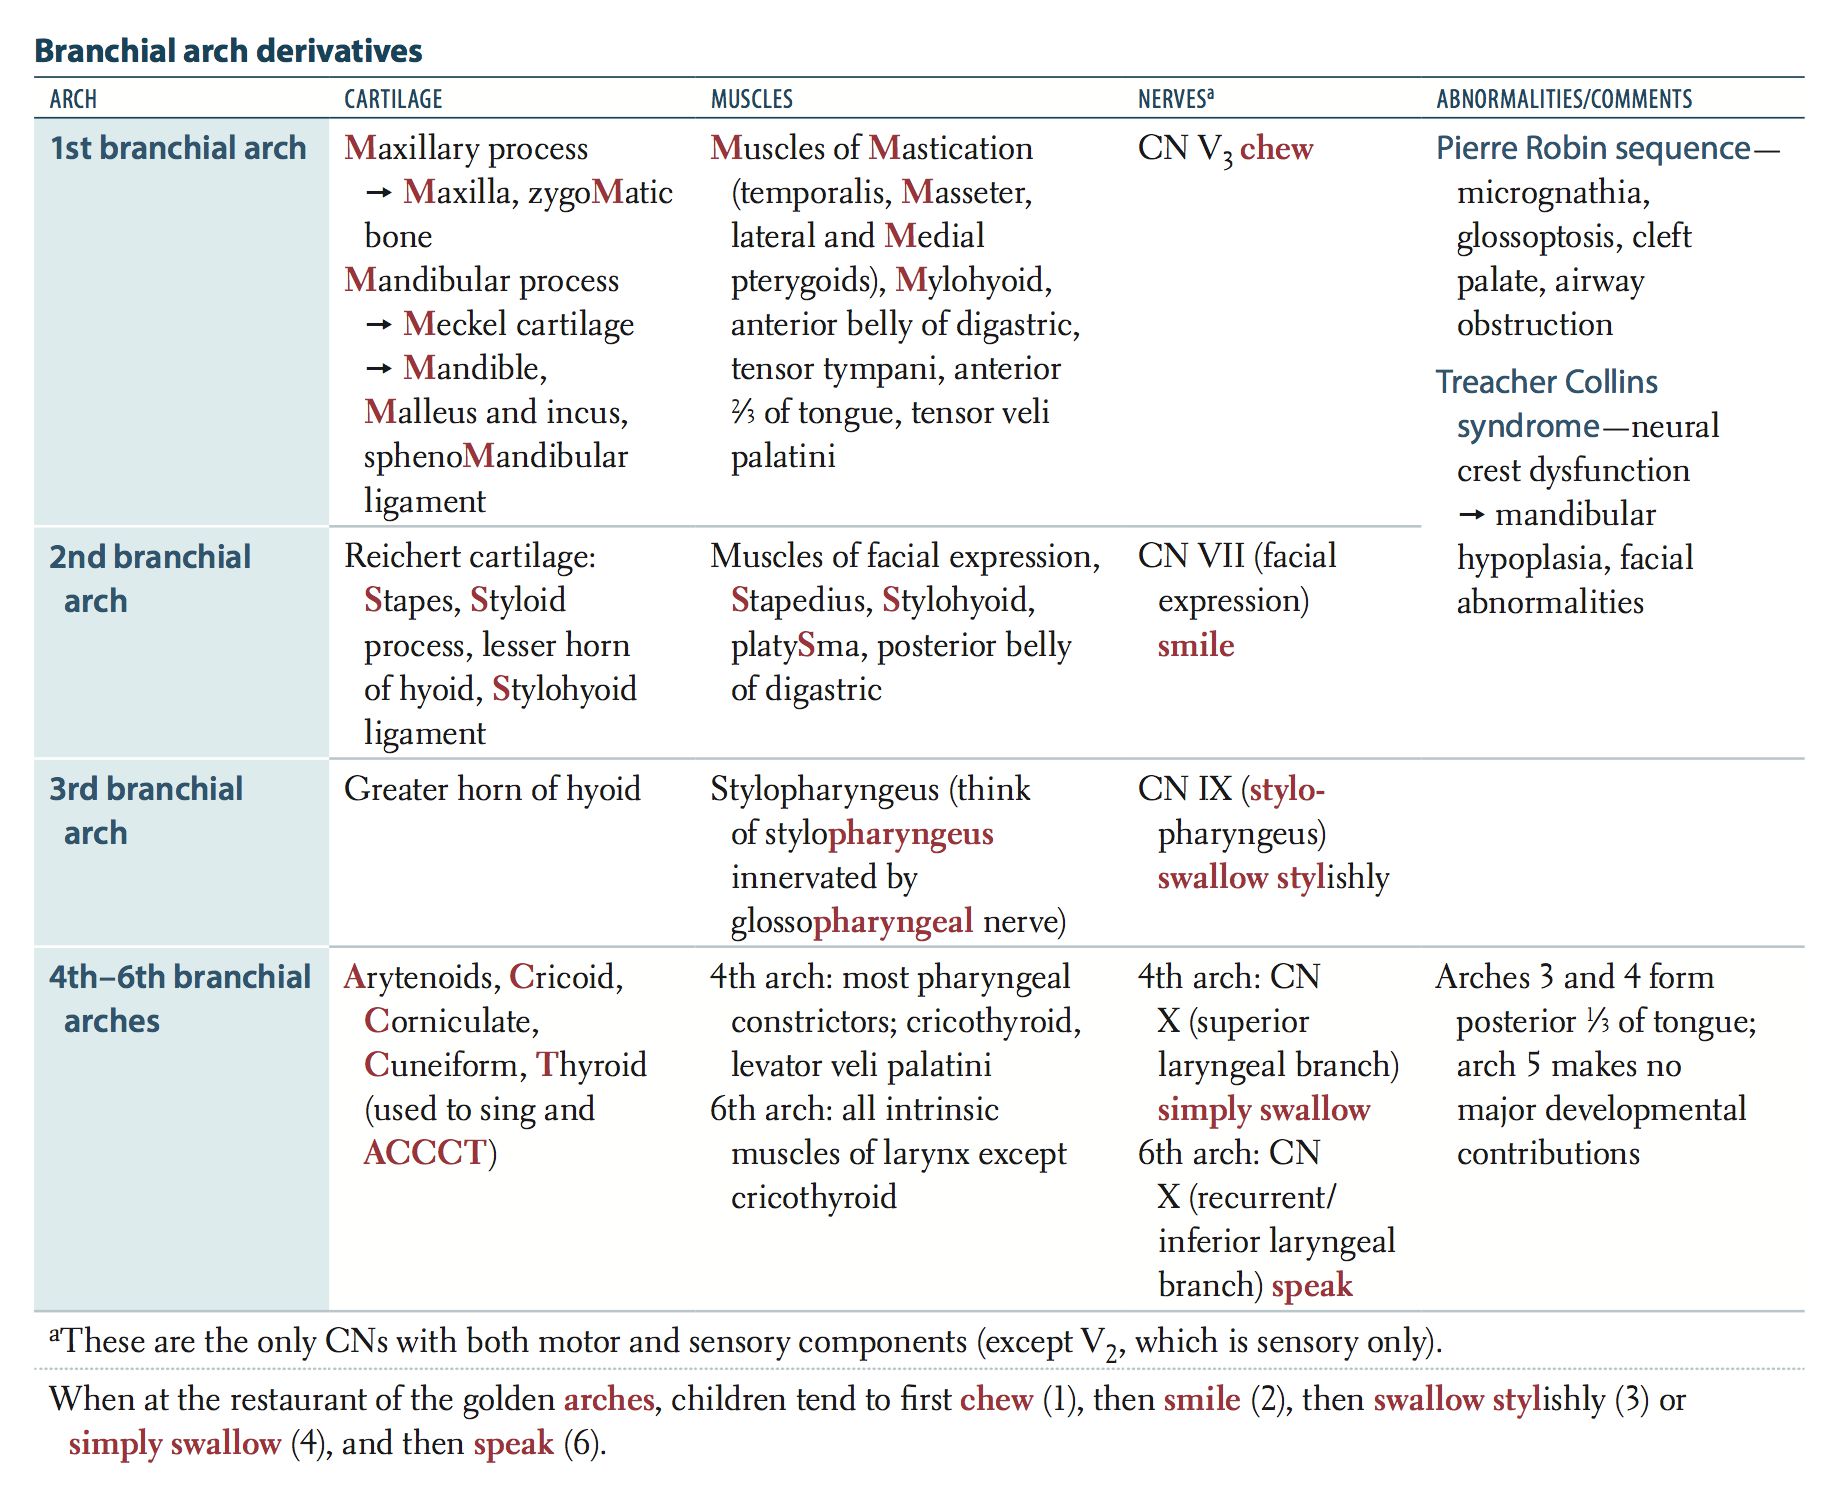 Branchial arch derivatives
ARCH CARTILAGE MUSCLES NERVESa ABNORMALITIES/COMMENTS
1st branchial arch
Maxillary process
→ Maxilla, zygoMatic
bone
Mandibular process
→ Meckel cartilage
→ Mandible,
Malleus and incus,
sphenoMandibular
ligament
Muscles of Mastication
(temporalis, Masseter,
lateral and Medial
pterygoids), Mylohyoid,
anterior belly of digastric,
tensor tympani, anterior
⅔ of tongue, tensor veli
palatini
CN V3 chew
Pierre Robin sequence—
micrognathia,
glossoptosis, cleft
palate, airway
obstruction
Treacher Collins
syndrome—neural
crest dysfunction
→ mandibular
hypoplasia, facial
abnormalities
2nd branchial
arch
Reichert cartilage:
Stapes, Styloid
process, lesser horn
of hyoid, Stylohyoid
ligament
Muscles of facial expression,
Stapedius, Stylohyoid,
platySma, posterior belly
of digastric
CN VII (facial
expression)
smile
3rd branchial
arch
Greater horn of hyoid
Stylopharyngeus (think
of stylopharyngeus
innervated by
glossopharyngeal nerve)
CN IX (stylo-
pharyngeus)
swallow stylishly
4th–6th branchial
arches
Arytenoids, Cricoid,
Corniculate,
Cuneiform, Thyroid
(used to sing and
ACCCT)
4th arch: most pharyngeal
constrictors; cricothyroid,
levator veli palatini
6th arch: all intrinsic
muscles of larynx except
cricothyroid
4th arch: CN
X (superior
laryngeal branch)
simply swallow
6th arch: CN
X (recurrent/
inferior laryngeal
branch) speak
Arches 3 and 4 form
posterior ⅓ of tongue;
arch 5 makes no
major developmental
contributions
aThese are the only CNs with both motor and sensory components (except V2, which is sensory only).
When at the restaurant of the golden arches, children tend to first chew (1), then smile (2), then swallow stylishly (3) or
simply swallow (4), and then speak (6).